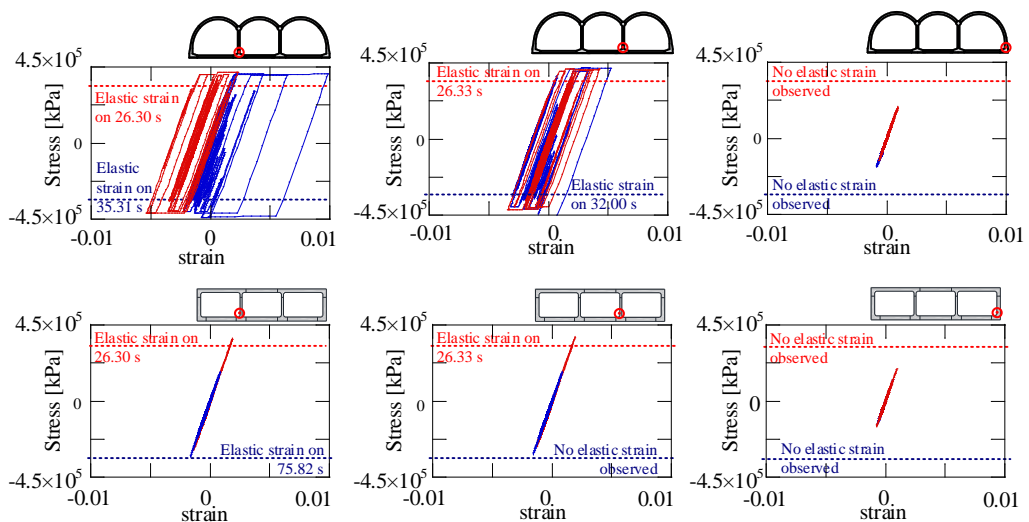 4.5×10⁵
Stress [kPa]
0
-4.5×10⁵
-0.01
0
0.01
strain
Elastic strain
on 26.30 s
Elastic
strain on
35.31 s
4.5×10⁵
Stress [kPa]
0
-4.5×10⁵
-0.01
0
0.01
strain
Elastic strain on
26.33 s
Elastic strain
on 32.00 s
4.5×10⁵
Stress [kPa]
0
-4.5×10⁵
-0.01
0
0.01
strain
No elastic strain
observed
No elastic strain
observed
4.5×10⁵
Stress [kPa]
0
-4.5×10⁵
-0.01
0
0.01
strain
Elastic strain on
26.30 s
Elastic strain on
75.82 s
4.5×10⁵
Stress [kPa]
0
-4.5×10⁵
-0.01
0
0.01
strain
Elastic strain on
26.33 s
No elastic strain
observed
4.5×10⁵
Stress [kPa]
0
-4.5×10⁵
-0.01
0
0.01
strain
No elastic strain
observed
No elastic strain
observed